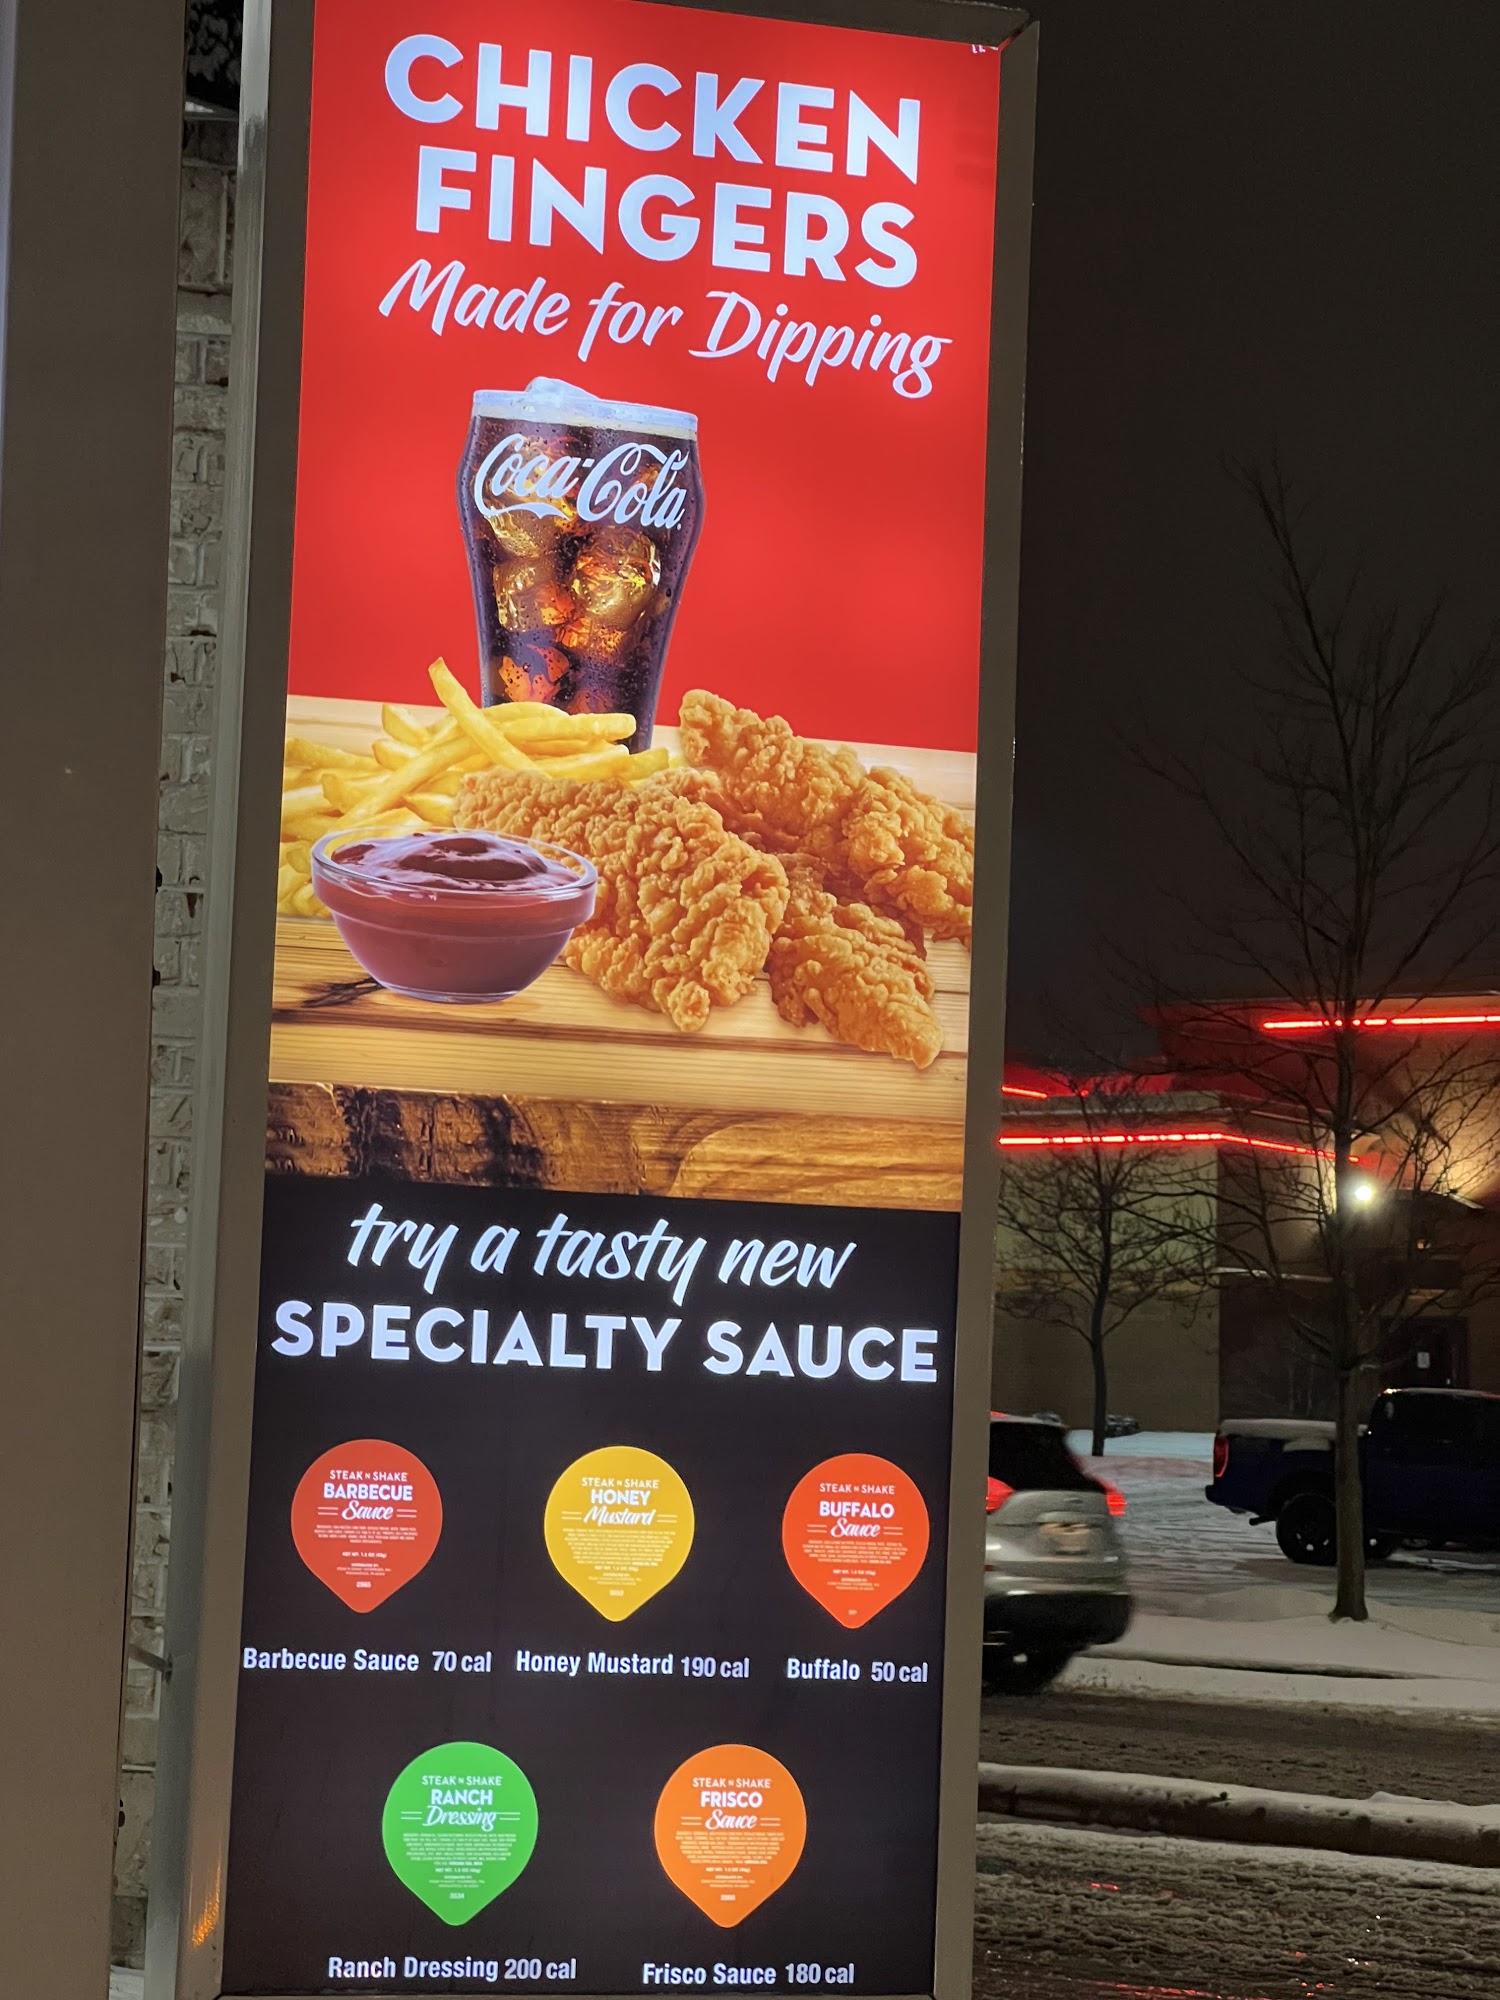 CHICKEN
FINGERS
Made for Dipping
Coca-Cola
try a tasty new
SPECIALTY SAUCE
STEAK N SHAKE
BARBECUE
Sauce
STEAK N SHAKE
HONEY
Mustard
STEAK N SHAKE
BUFFALO
Sauce
Barbecue Sauce 70 cal
Honey Mustard 190 cal
Buffalo 50 cal
STEAK N SHAKE
RANCH
Dressing
STEAK N SHAKE
FRISCO
Sauce
Ranch Dressing 200 cal
Frisco Sauce 180 cal